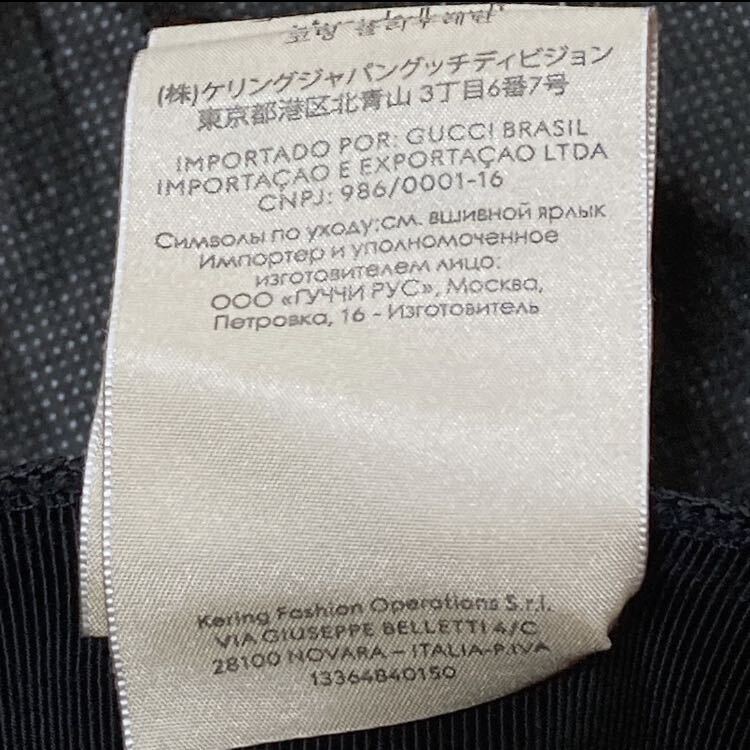 (株)ケリングジャパングッチディビジョン
東京都港区北青山 3丁目6番7号
IMPORTADO POR: GUCCI BRASIL
IMPORTAÇAO E EXPORTAÇAO LTDA
CNPJ: 986/0001-16
Символы по уходу:см. вшивной ярлык
Импортер и уполномоченное
изготовителем лицо:
ООО «ГУЧЧИ РУС», Москва,
Петровка, 16 - Изготовитель
Kering Fashion Operations S.r.l.
VIA GIUSEPPE BELLETTI 4/C
28100 NOVARA – ITALIA-P.IVA
13364840150